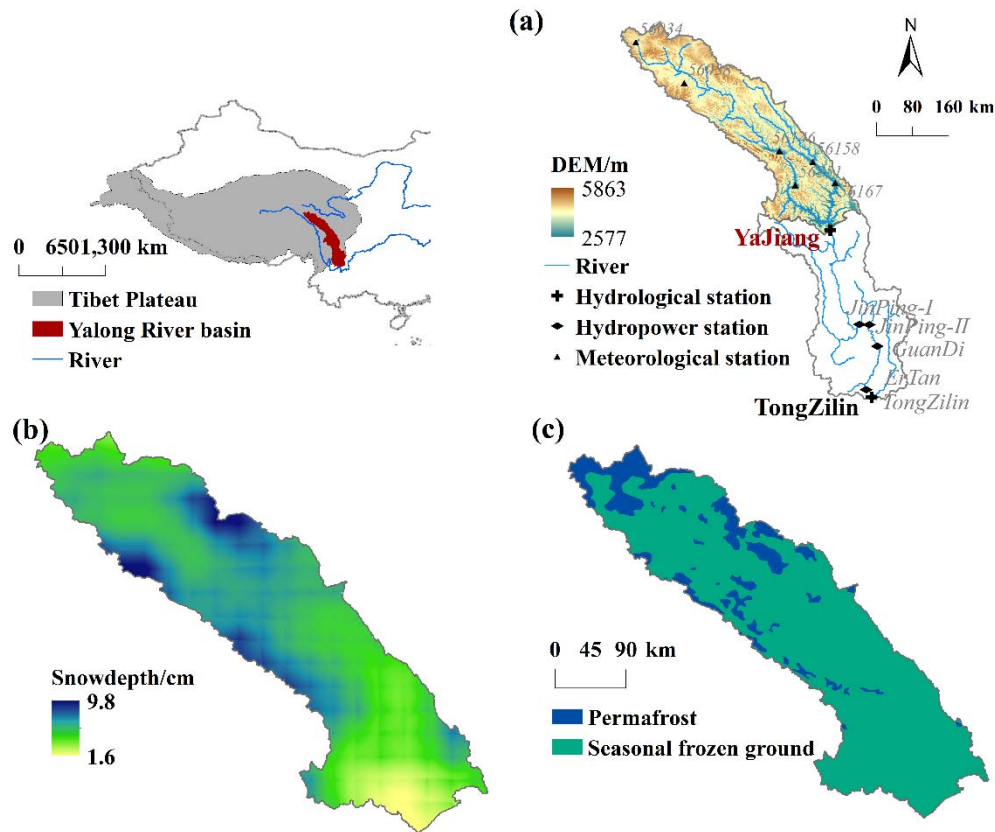 0 6501,300 km
Tibet Plateau
Yalong River basin
River
(a)
N
0 80 160 km
DEM/m
5863
2577
River
Hydrological station
Hydropower station
Meteorological station
56034
56158
56167
YaJiang
JinPing-I
JinPing-II
GuanDi
ErTan
TongZilin
TongZilin
(b)
Snowdepth/cm
9.8
1.6
(c)
0 45 90 km
Permafrost
Seasonal frozen ground